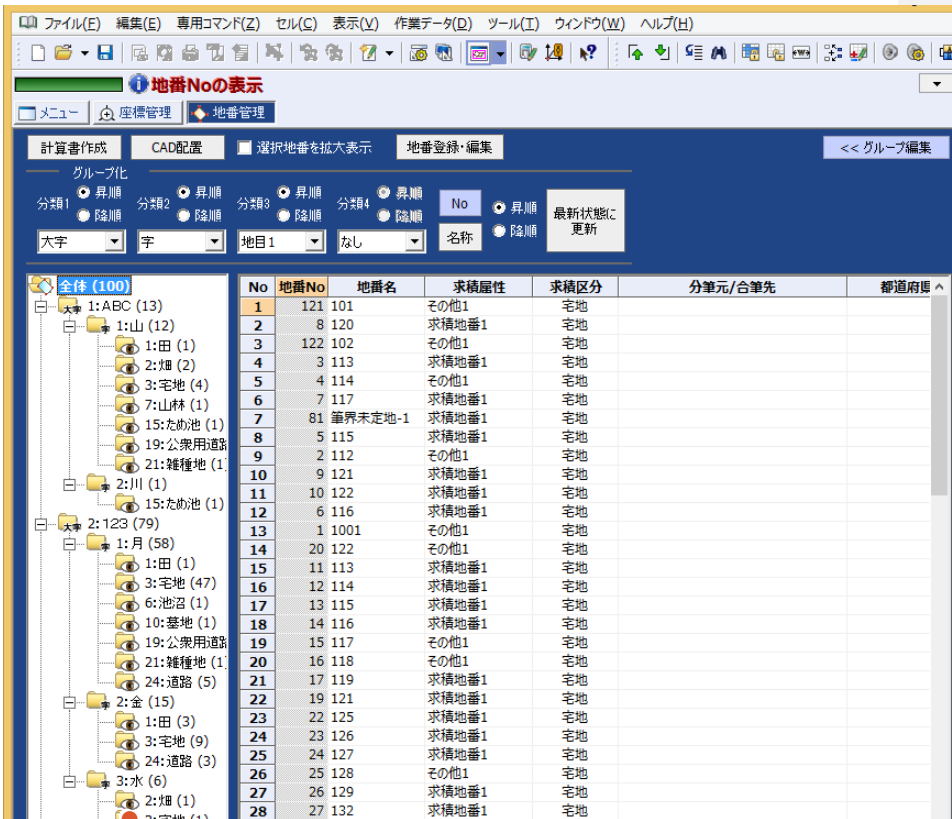 ファイル(F) 編集(E) 専用コマンド(Z) セル(C) 表示(V) 作業データ(D) ツール(T) ウィンドウ(W) ヘルプ(H)
地番Noの表示
メニュー 座標管理 地番管理
計算書作成 CAD配置 選択地番を拡大表示 地番登録・編集 << グループ編集
グループ化
分類1 昇順 降順 分類2 昇順 降順 分類3 昇順 降順 分類4 昇順 降順 No 名称 昇順 降順 最新状態に更新
大字 字 地目1 なし
全体 (100)
大字 1:ABC (13)
字 1:山 (12)
1:田 (1)
2:畑 (2)
3:宅地 (4)
7:山林 (1)
15:ため池 (1)
19:公衆用道路
21:雑種地 (1
字 2:川 (1)
15:ため池 (1)
大字 2:123 (79)
字 1:月 (58)
1:田 (1)
3:宅地 (47)
6:池沼 (1)
10:墓地 (1)
19:公衆用道路
21:雑種地 (1
24:道路 (5)
字 2:金 (15)
1:田 (3)
3:宅地 (9)
24:道路 (3)
字 3:水 (6)
2:畑 (1)
No 地番No 地番名 求積属性 求積区分 分筆元/合筆先 都道府県
1 121 101 その他1 宅地
2 8 120 求積地番1 宅地
3 122 102 その他1 宅地
4 3 113 求積地番1 宅地
5 4 114 その他1 宅地
6 7 117 求積地番1 宅地
7 81 筆界未定地-1 求積地番1 宅地
8 5 115 求積地番1 宅地
9 2 112 その他1 宅地
10 9 121 求積地番1 宅地
11 10 122 求積地番1 宅地
12 6 116 求積地番1 宅地
13 1 1001 その他1 宅地
14 20 122 その他1 宅地
15 11 113 求積地番1 宅地
16 12 114 求積地番1 宅地
17 13 115 求積地番1 宅地
18 14 116 求積地番1 宅地
19 15 117 その他1 宅地
20 16 118 その他1 宅地
21 17 119 求積地番1 宅地
22 19 121 求積地番1 宅地
23 22 125 求積地番1 宅地
24 23 126 求積地番1 宅地
25 24 127 求積地番1 宅地
26 25 128 その他1 宅地
27 26 129 求積地番1 宅地
28 27 132 求積地番1 宅地